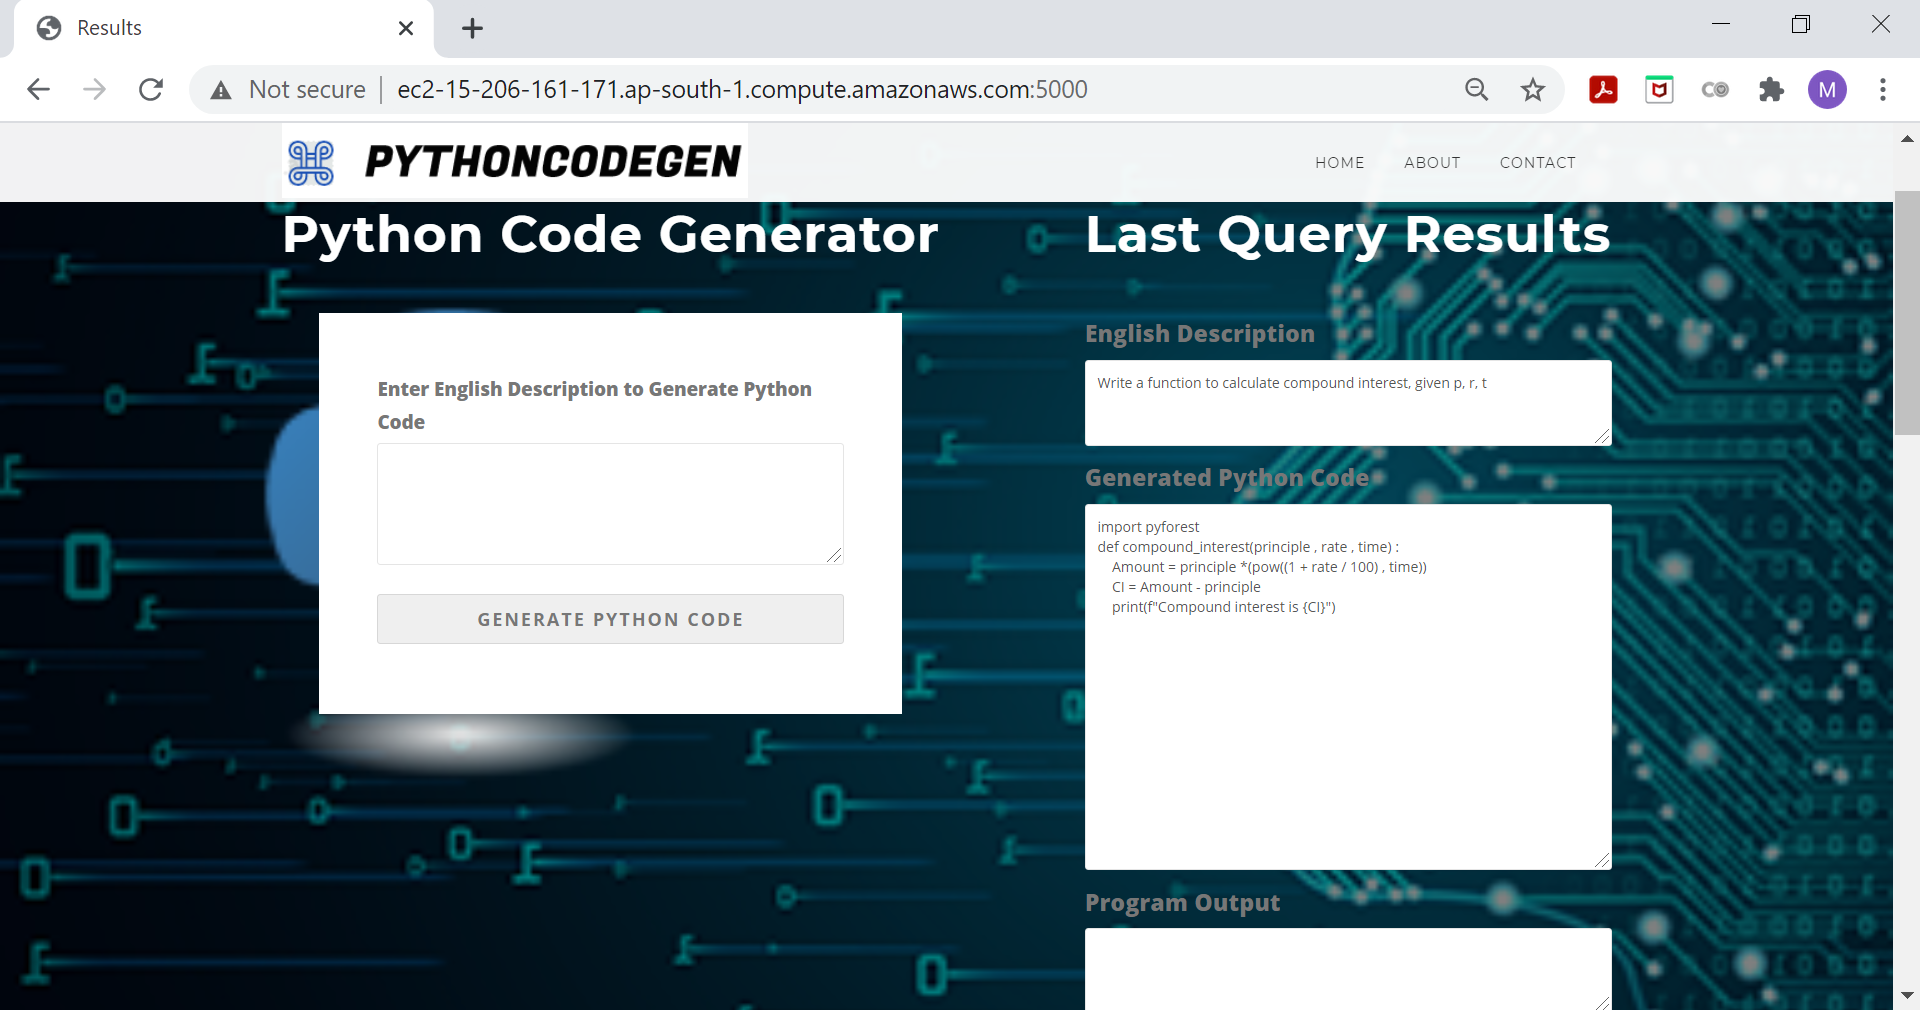 Results
Not secure
ec2-15-206-161-171.ap-south-1.compute.amazonaws.com:5000
M
PYTHONCODEGEN
HOME
ABOUT
CONTACT
Python Code Generator
Enter English Description to Generate Python
Code
GENERATE PYTHON CODE
Last Query Results
English Description
Write a function to calculate compound interest, given p, r, t
Generated Python Code
import pyforest
def compound_interest(principle , rate , time) :
    Amount = principle *(pow((1 + rate / 100) , time))
    CI = Amount - principle
    print(f"Compound interest is {CI}")
Program Output